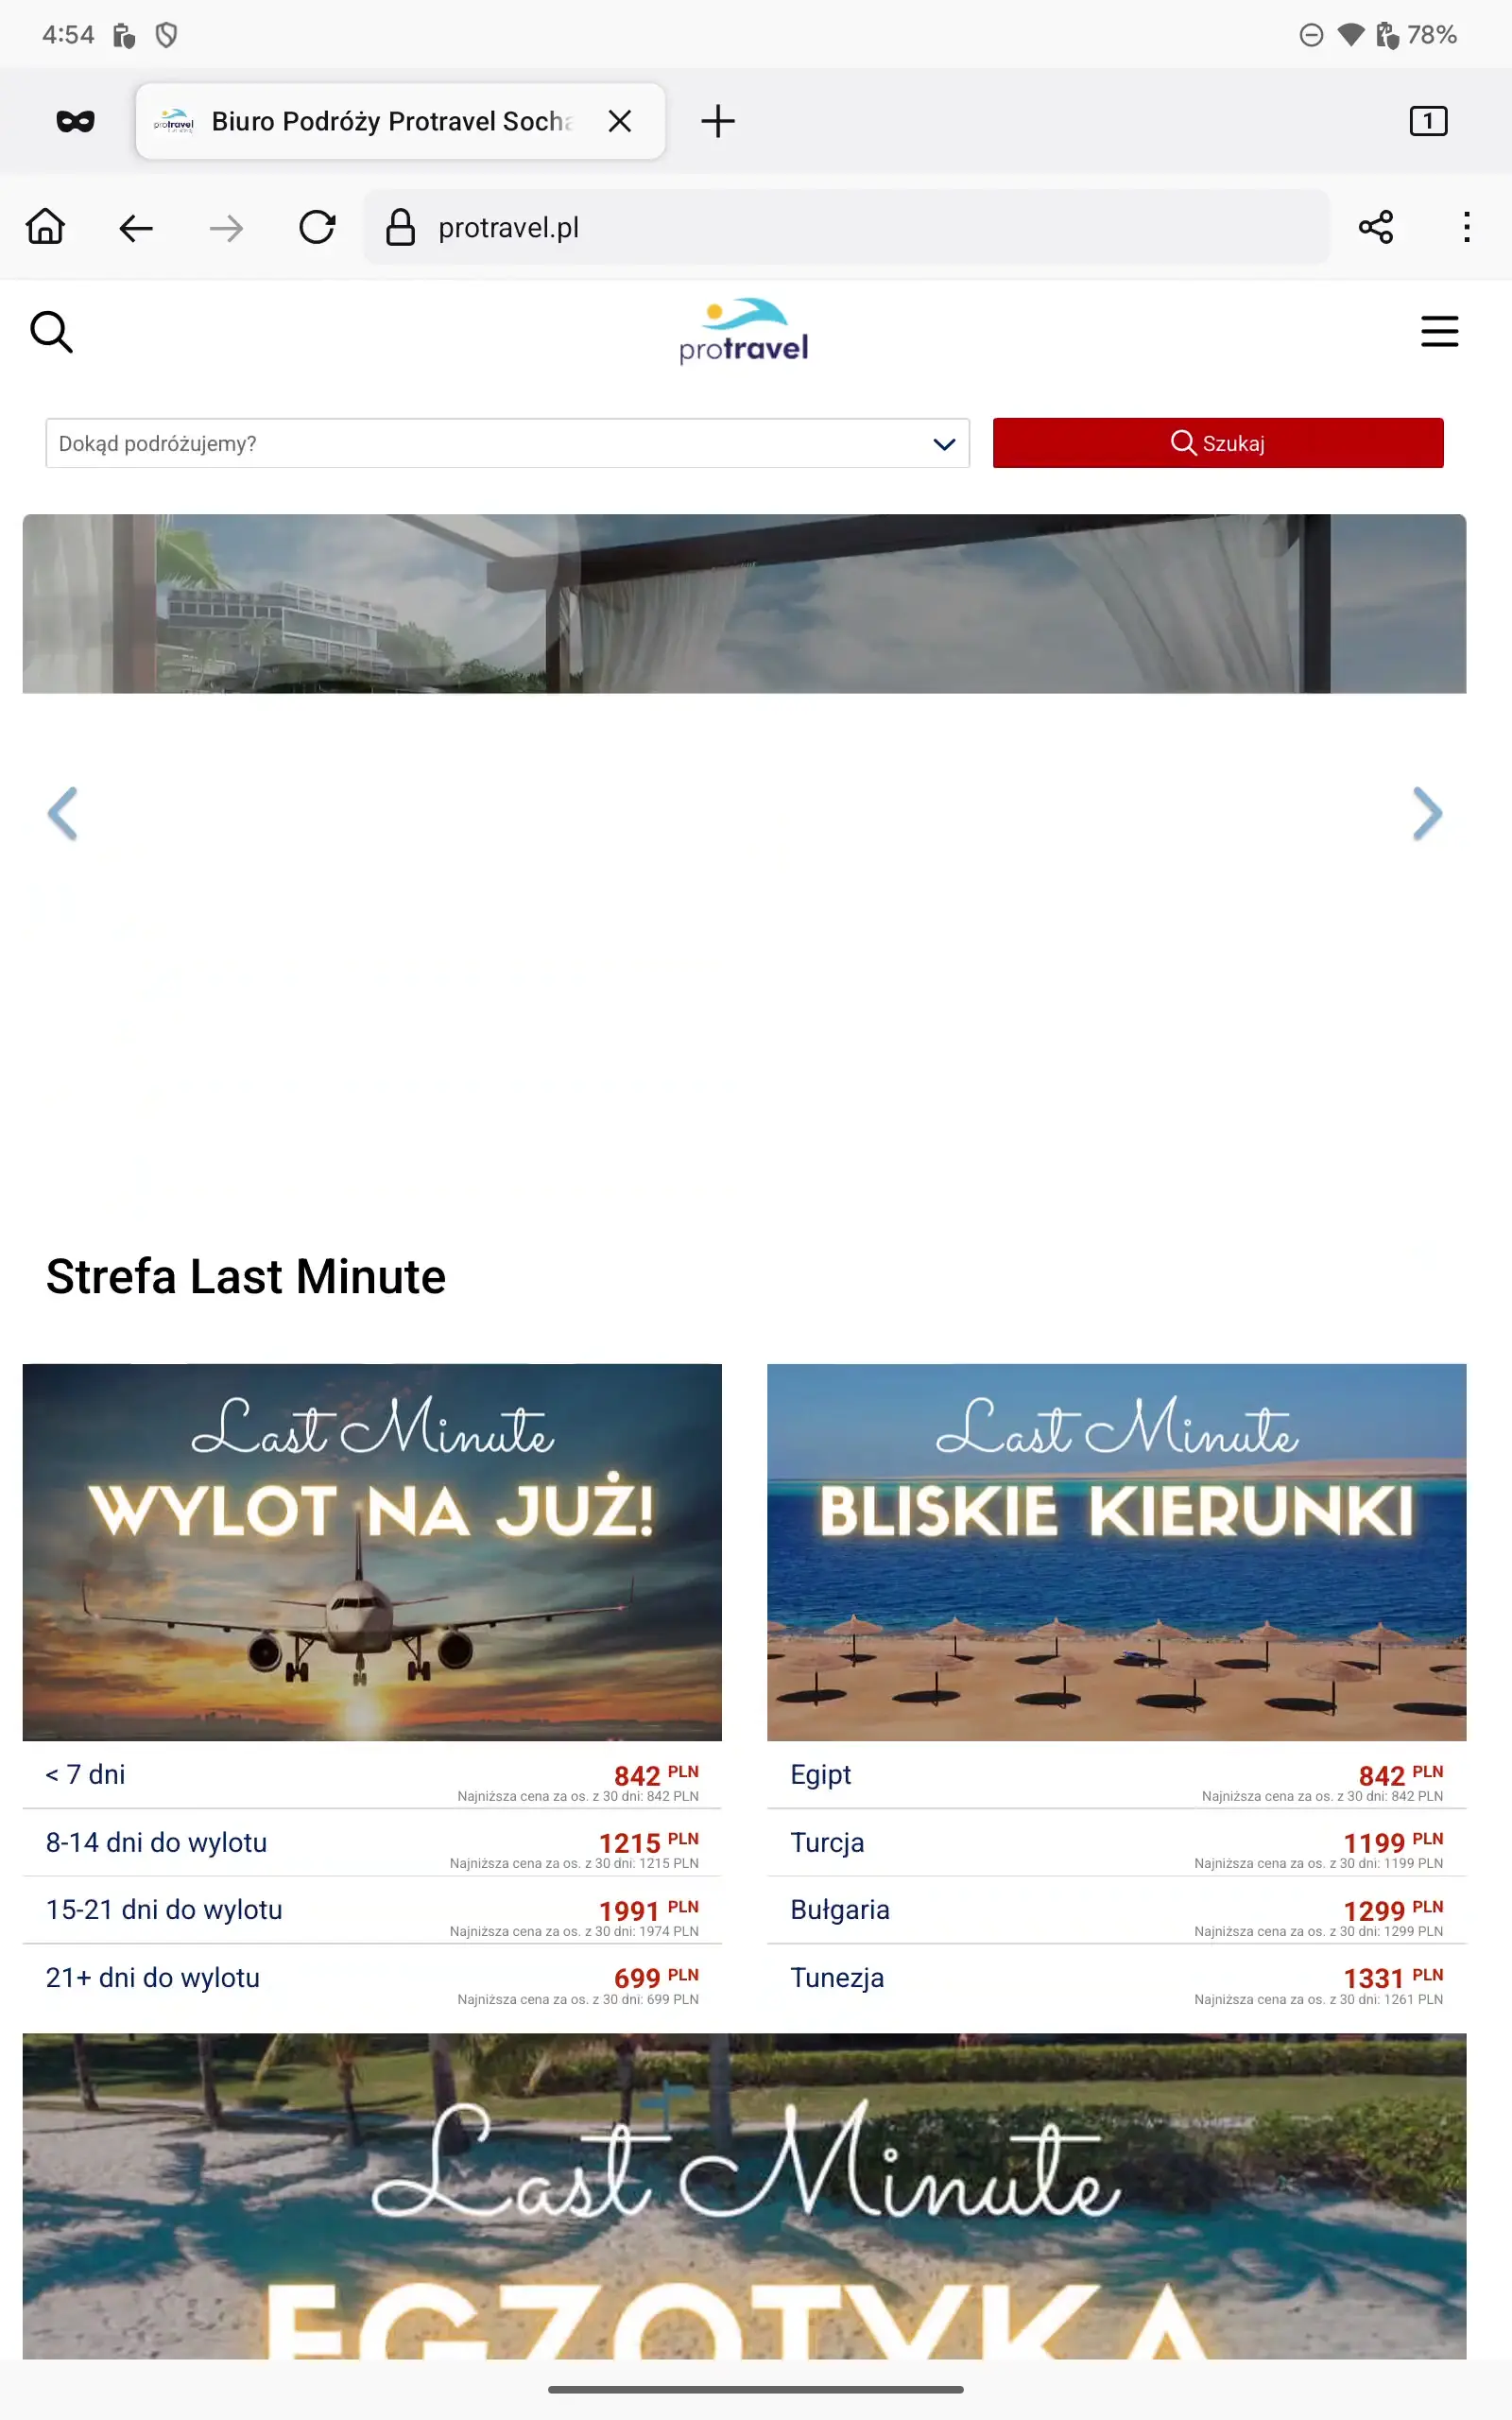 4:54
78%
Biuro Podróży Protravel Socha
1
protravel.pl
protravel
Dokąd podróżujemy?
Szukaj
Strefa Last Minute
Last Minute
WYLOT NA JUŻ!
< 7 dni
842 PLN
Najniższa cena za os. z 30 dni: 842 PLN
8-14 dni do wylotu
1215 PLN
Najniższa cena za os. z 30 dni: 1215 PLN
15-21 dni do wylotu
1991 PLN
Najniższa cena za os. z 30 dni: 1974 PLN
21+ dni do wylotu
699 PLN
Najniższa cena za os. z 30 dni: 699 PLN
Last Minute
BLISKIE KIERUNKI
Egipt
842 PLN
Najniższa cena za os. z 30 dni: 842 PLN
Turcja
1199 PLN
Najniższa cena za os. z 30 dni: 1199 PLN
Bułgaria
1299 PLN
Najniższa cena za os. z 30 dni: 1299 PLN
Tunezja
1331 PLN
Najniższa cena za os. z 30 dni: 1261 PLN
Last Minute
EGZOTYKA